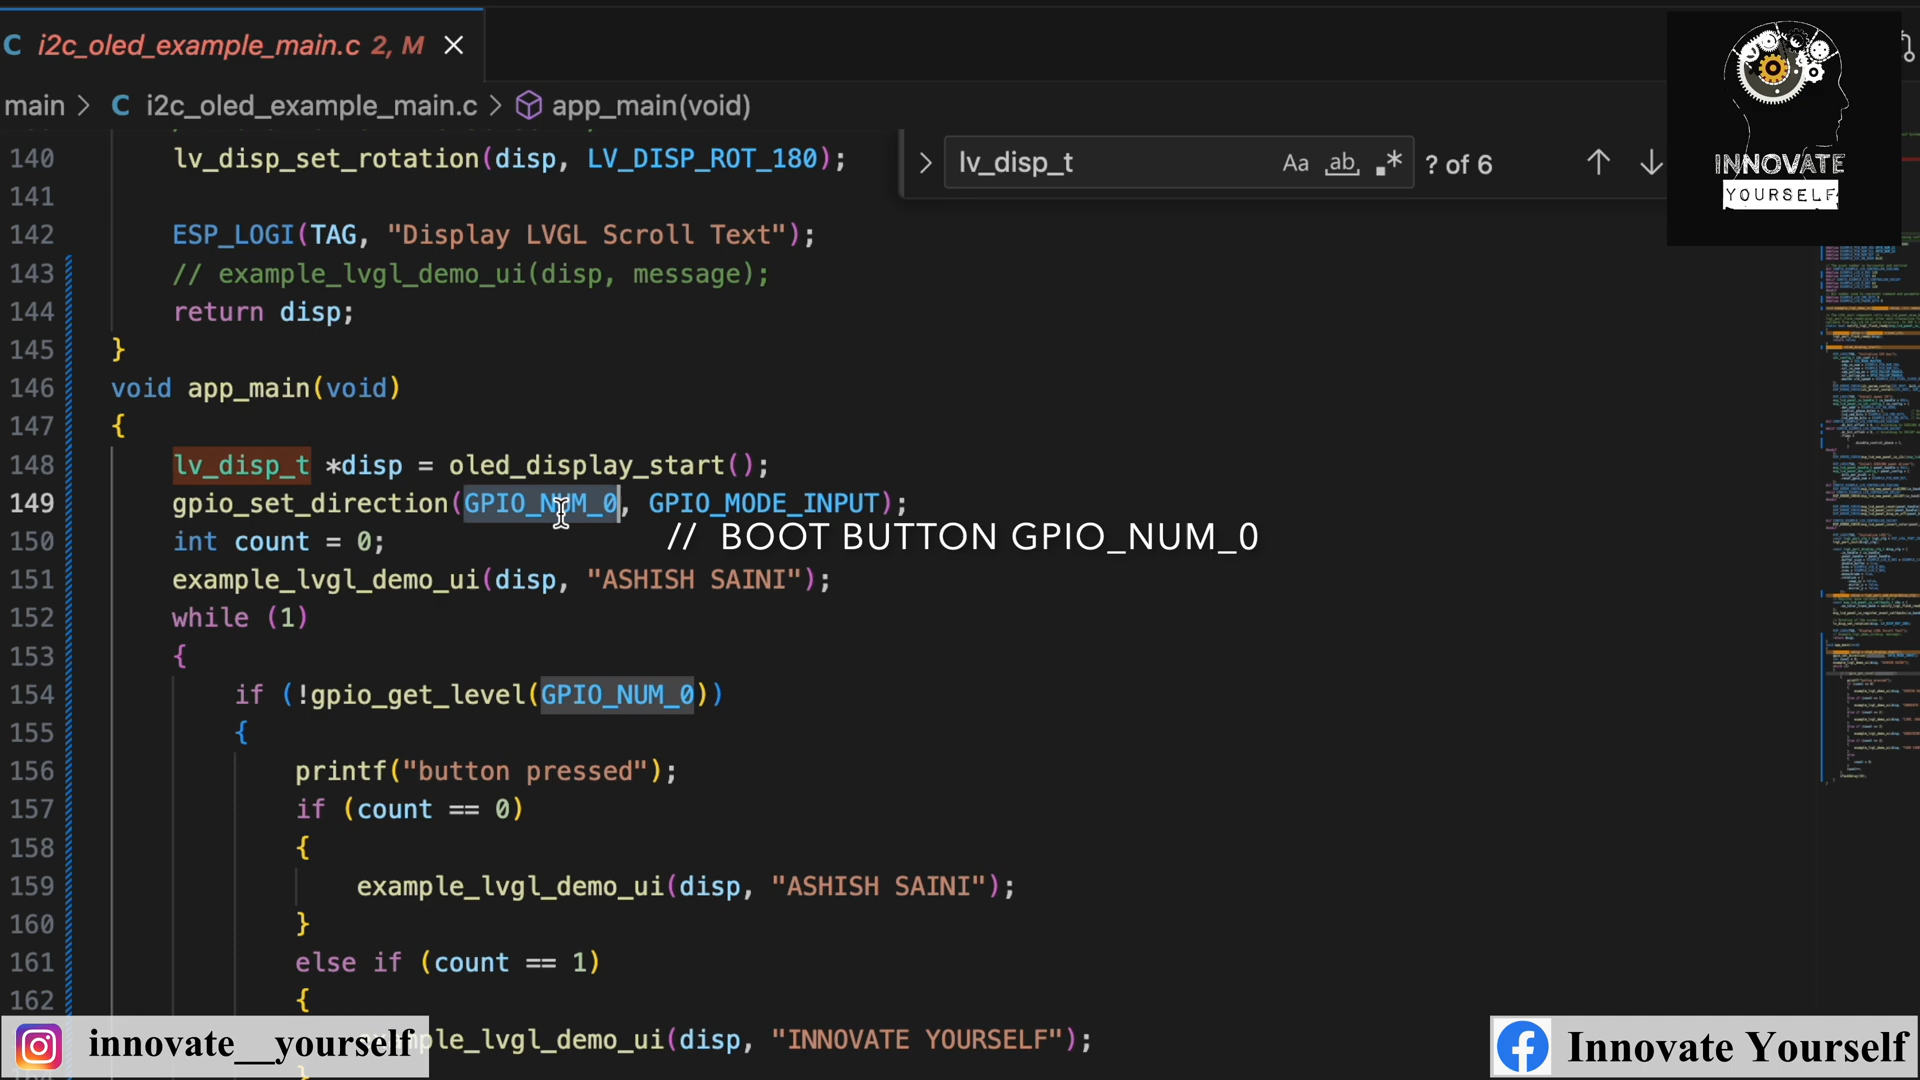 i2c_oled_example_main.c 2, M
main > i2c_oled_example_main.c > app_main(void)
lv_disp_t Aa ab ? of 6
INNOVATE
YOURSELF
140 lv_disp_set_rotation(disp, LV_DISP_ROT_180);
141
142 ESP_LOGI(TAG, "Display LVGL Scroll Text");
143 // example_lvgl_demo_ui(disp, message);
144 return disp;
145 }
146 void app_main(void)
147 {
148 lv_disp_t *disp = oled_display_start();
149 gpio_set_direction(GPIO_NUM_0, GPIO_MODE_INPUT);
// BOOT BUTTON GPIO_NUM_0
150 int count = 0;
151 example_lvgl_demo_ui(disp, "ASHISH SAINI");
152 while (1)
153 {
154 if (!gpio_get_level(GPIO_NUM_0))
155 {
156 printf("button pressed");
157 if (count == 0)
158 {
159 example_lvgl_demo_ui(disp, "ASHISH SAINI");
160 }
161 else if (count == 1)
162 {
le_lvgl_demo_ui(disp, "INNOVATE YOURSELF");
}
innovate__yourself
Innovate Yourself